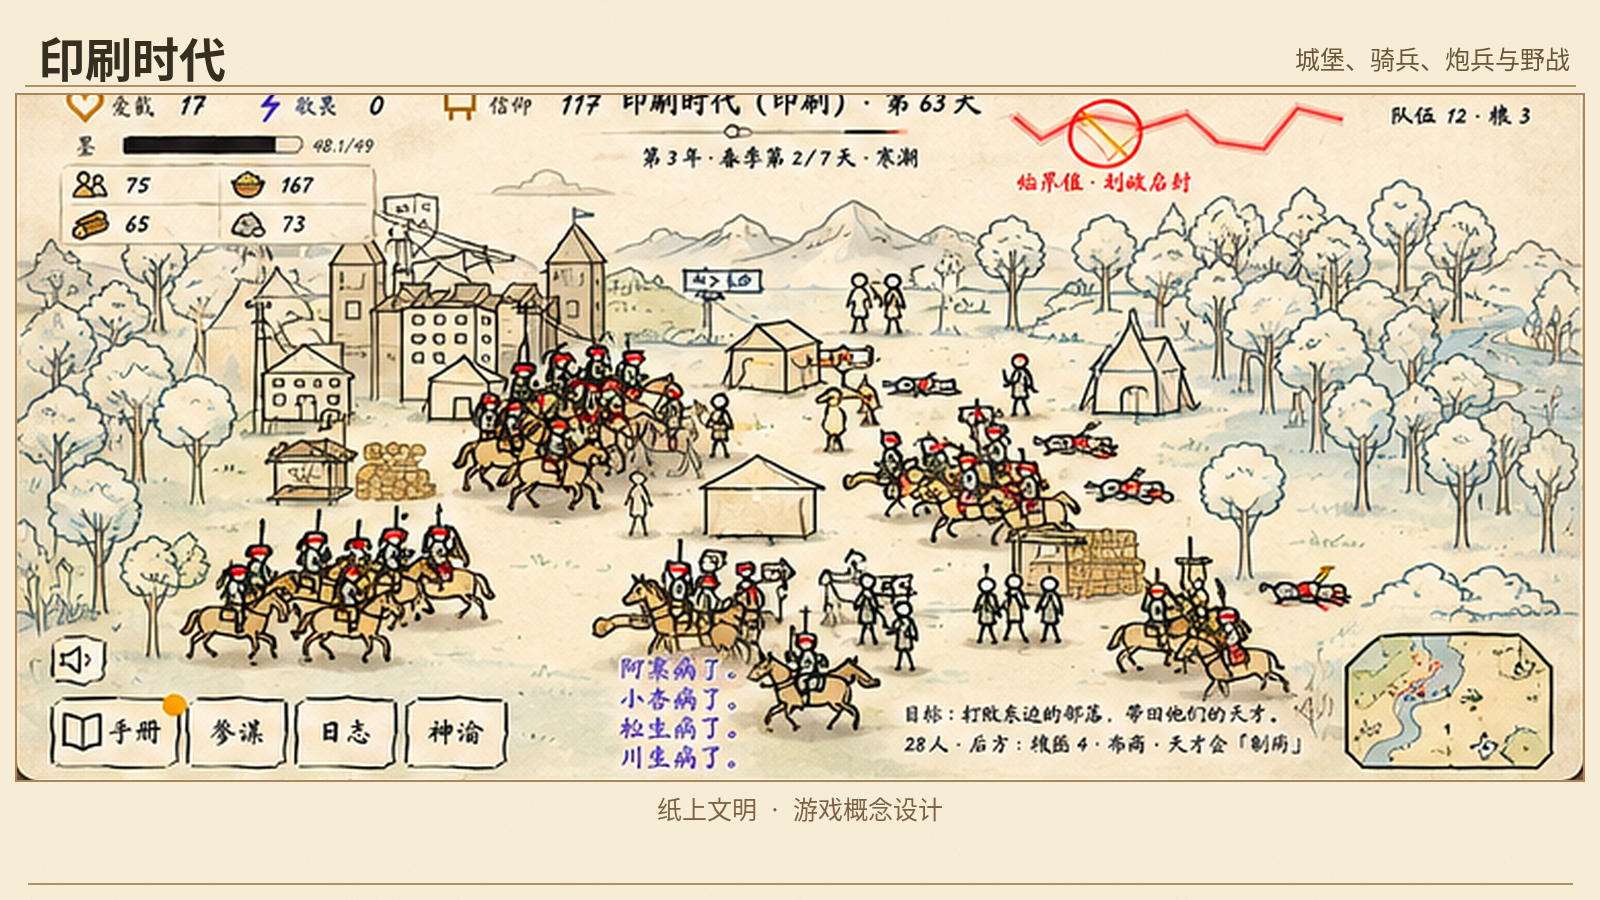 印刷时代
城堡、骑兵、炮兵与野战
爱戴 17 敬畏 0 信仰 117
印刷时代（印刷）· 第 63 天
队伍 12 · 粮 3
墨 48.1/49
第 3 年 · 春季第 2/7 天 · 寒潮
75 167
65 73
阿寨病了。
小杏病了。
松生病了。
川生病了。
手册 参谋 日志 神谕
目标：打败东边的部落，带回他们的天才。
28人 · 后方：雄图 4 · 布商 · 天才会「制陶」
纸上文明 · 游戏概念设计